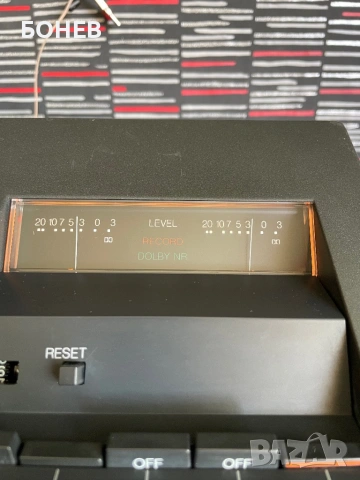 БОНЕВ
20 10 7 5 3 0 3 LEVEL 20 10 7 5 3 0 3
RECORD
DOLBY NR
RESET
OFF OFF
BAZAR